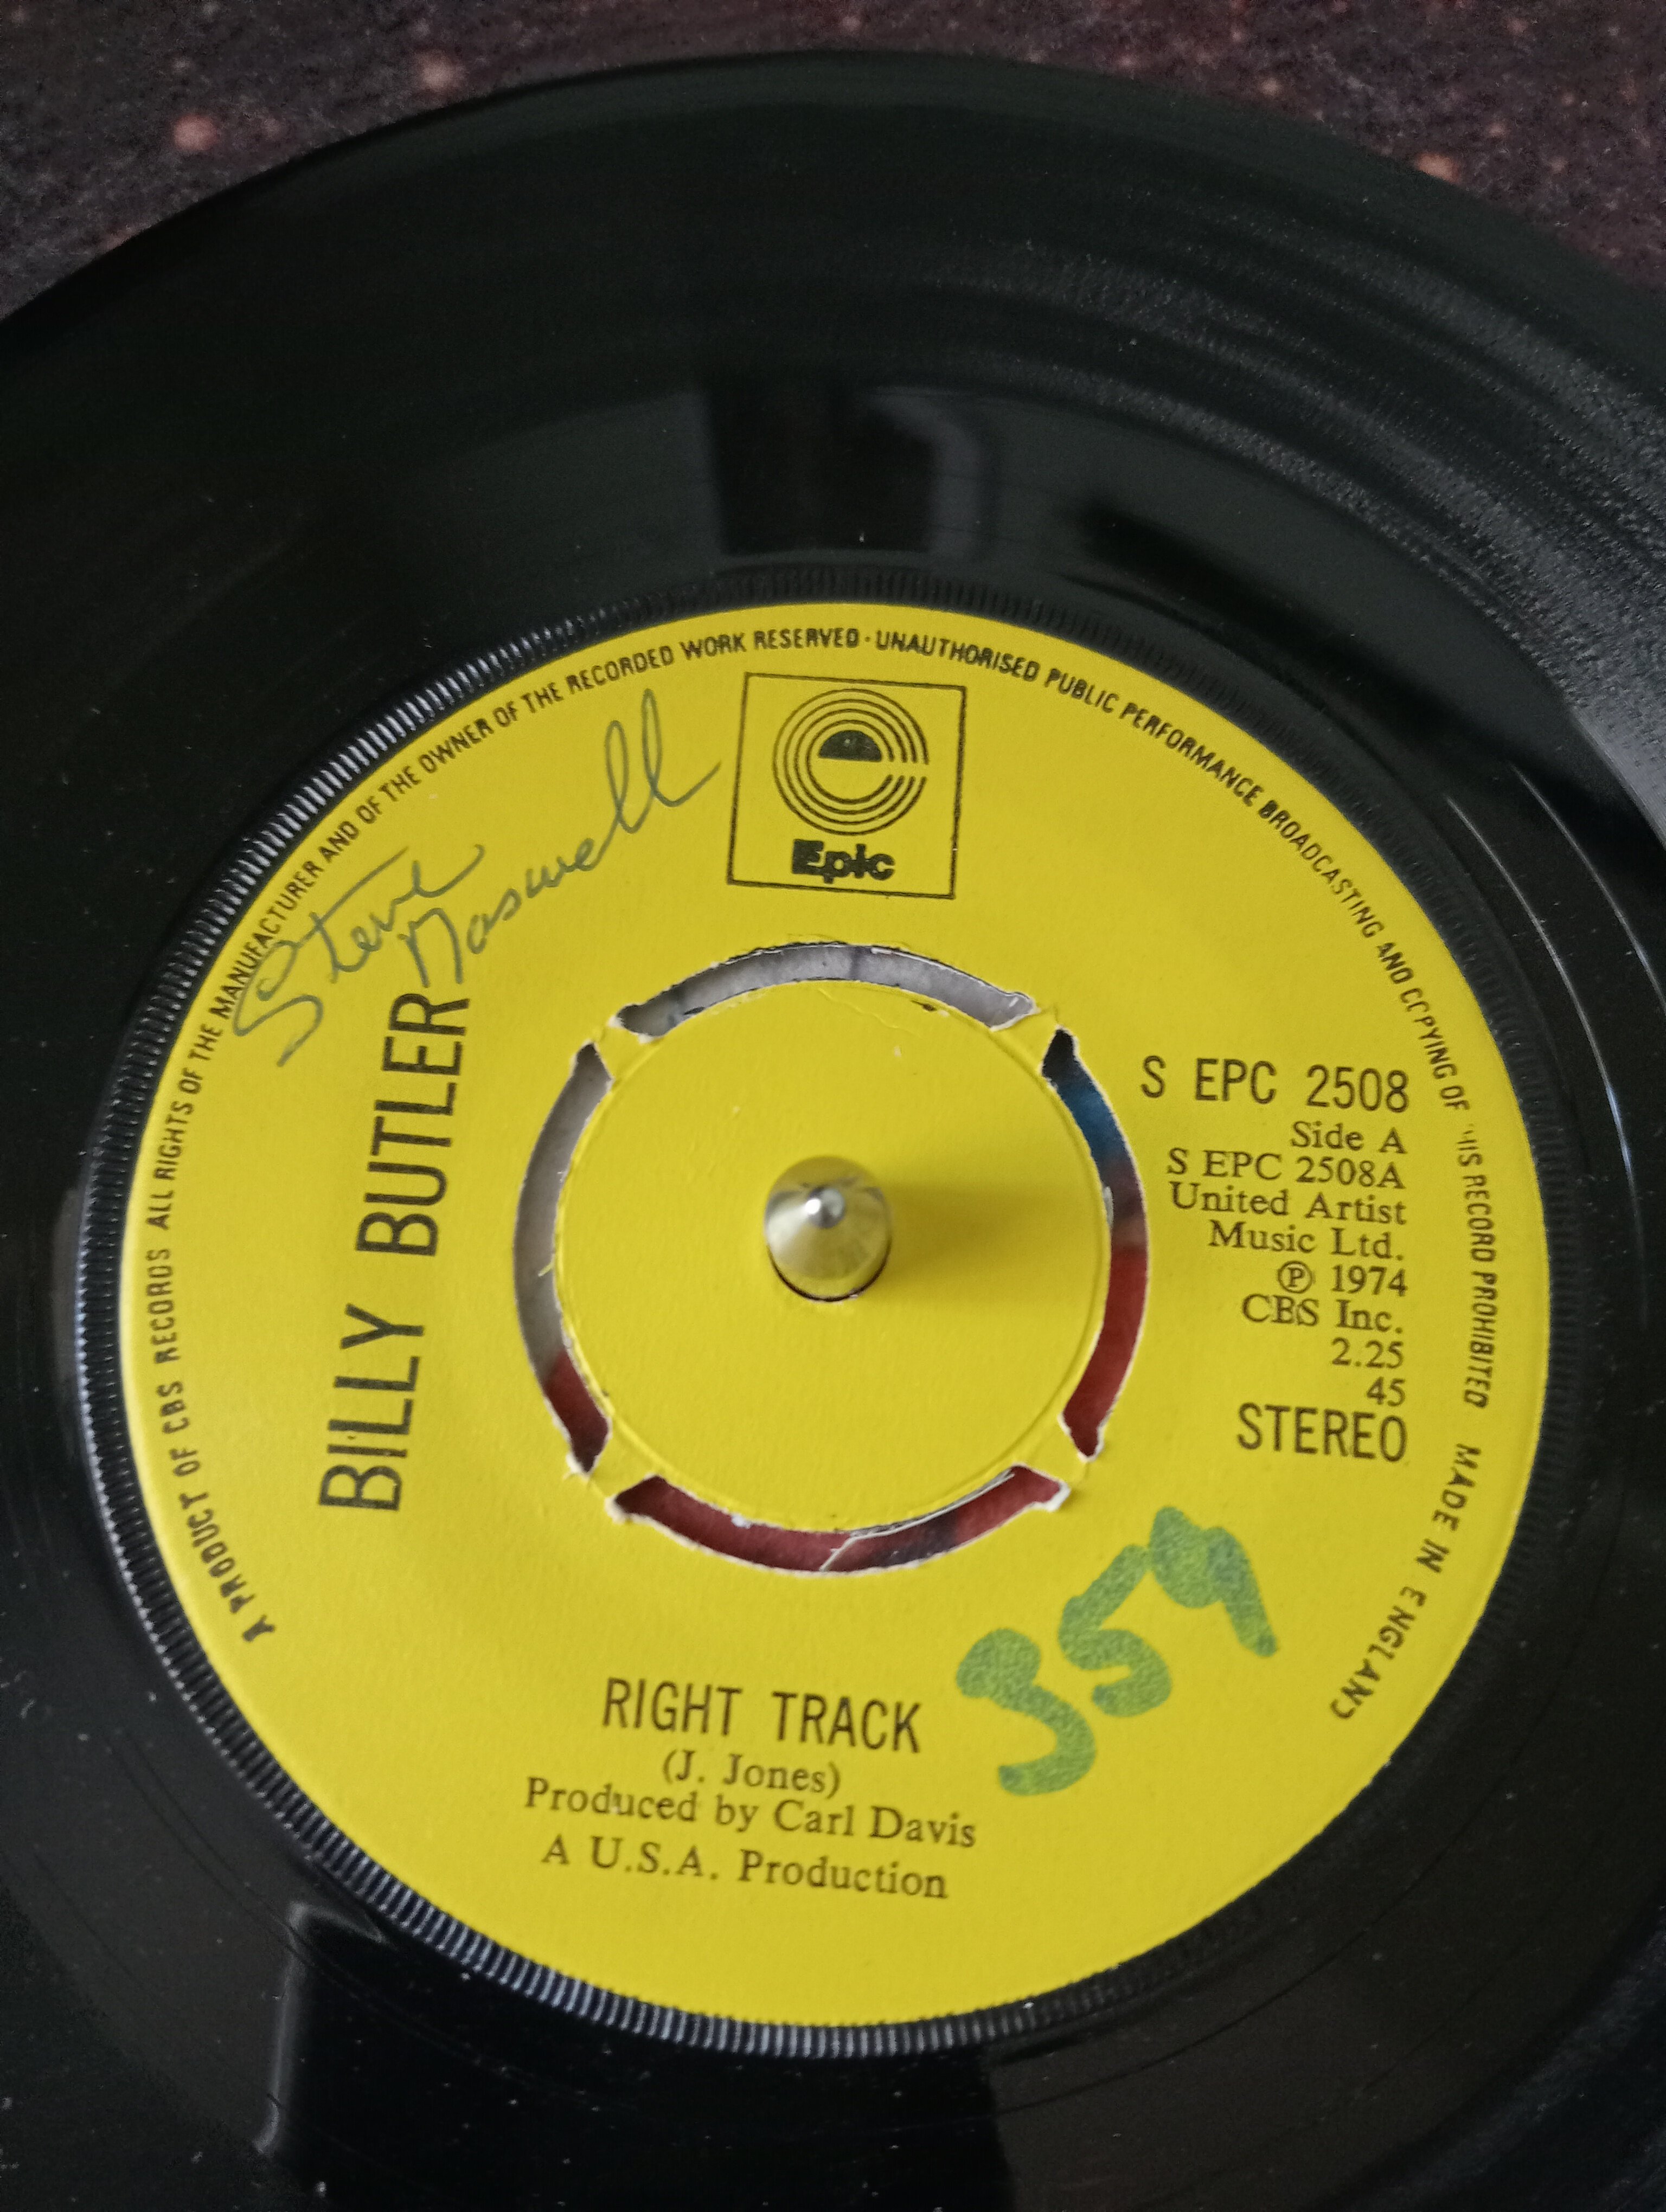 A PRODUCT OF CBS RECORDS ALL RIGHTS OF THE MANUFACTURER AND OF THE OWNER OF THE RECORDED WORK RESERVED · UNAUTHORISED PUBLIC PERFORMANCE BROADCASTING AND COPYING OF THIS RECORD PROHIBITED MADE IN ENGLAND
Epic
Steve
Maswell
BILLY BUTLER
S EPC 2508
Side A
S EPC 2508A
United Artist
Music Ltd.
℗ 1974
CBS Inc.
2.25
45
STEREO
359
RIGHT TRACK
(J. Jones)
Produced by Carl Davis
A U.S.A. Production